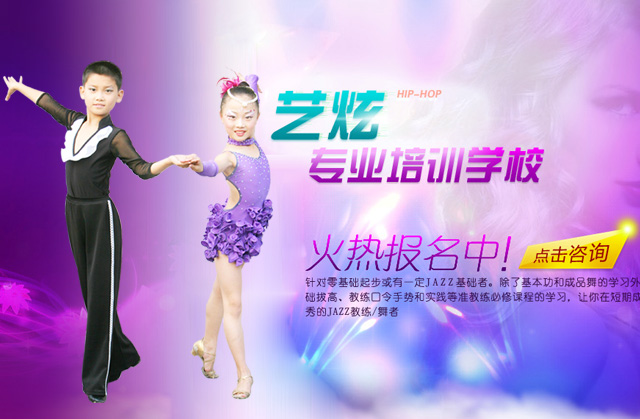 艺炫
HIP-HOP
专业培训学校
火热报名中!
点击咨询
针对零基础起步或有一定JAZZ基础者。除了基本功和成品舞的学习外
础拔高、教练口令手势和实践等准教练必修课程的学习，让你在短期成
秀的JAZZ教练/舞者